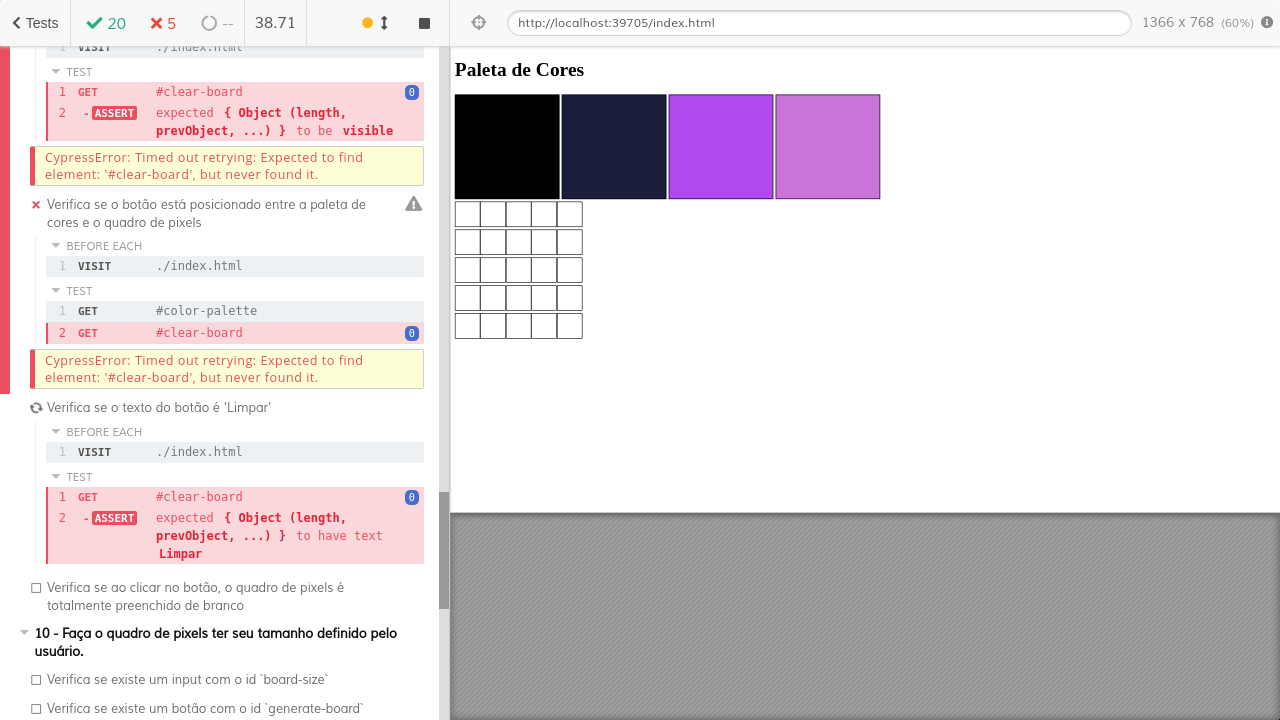 Tests
20
5
--
38.71
http://localhost:39705/index.html
1366 x 768 (60%)
1 VISIT ./index.html
TEST
1 GET #clear-board 0
2 -ASSERT expected { Object (length,
prevObject, ...) } to be visible
CypressError: Timed out retrying: Expected to find
element: '#clear-board', but never found it.
Verifica se o botão está posicionado entre a paleta de
cores e o quadro de pixels
BEFORE EACH
1 VISIT ./index.html
TEST
1 GET #color-palette
2 GET #clear-board 0
CypressError: Timed out retrying: Expected to find
element: '#clear-board', but never found it.
Verifica se o texto do botão é 'Limpar'
BEFORE EACH
1 VISIT ./index.html
TEST
1 GET #clear-board 0
2 -ASSERT expected { Object (length,
prevObject, ...) } to have text
Limpar
Verifica se ao clicar no botão, o quadro de pixels é
totalmente preenchido de branco
10 - Faça o quadro de pixels ter seu tamanho definido pelo
usuário.
Verifica se existe um input com o id `board-size`
Verifica se existe um botão com o id `generate-board`
Paleta de Cores